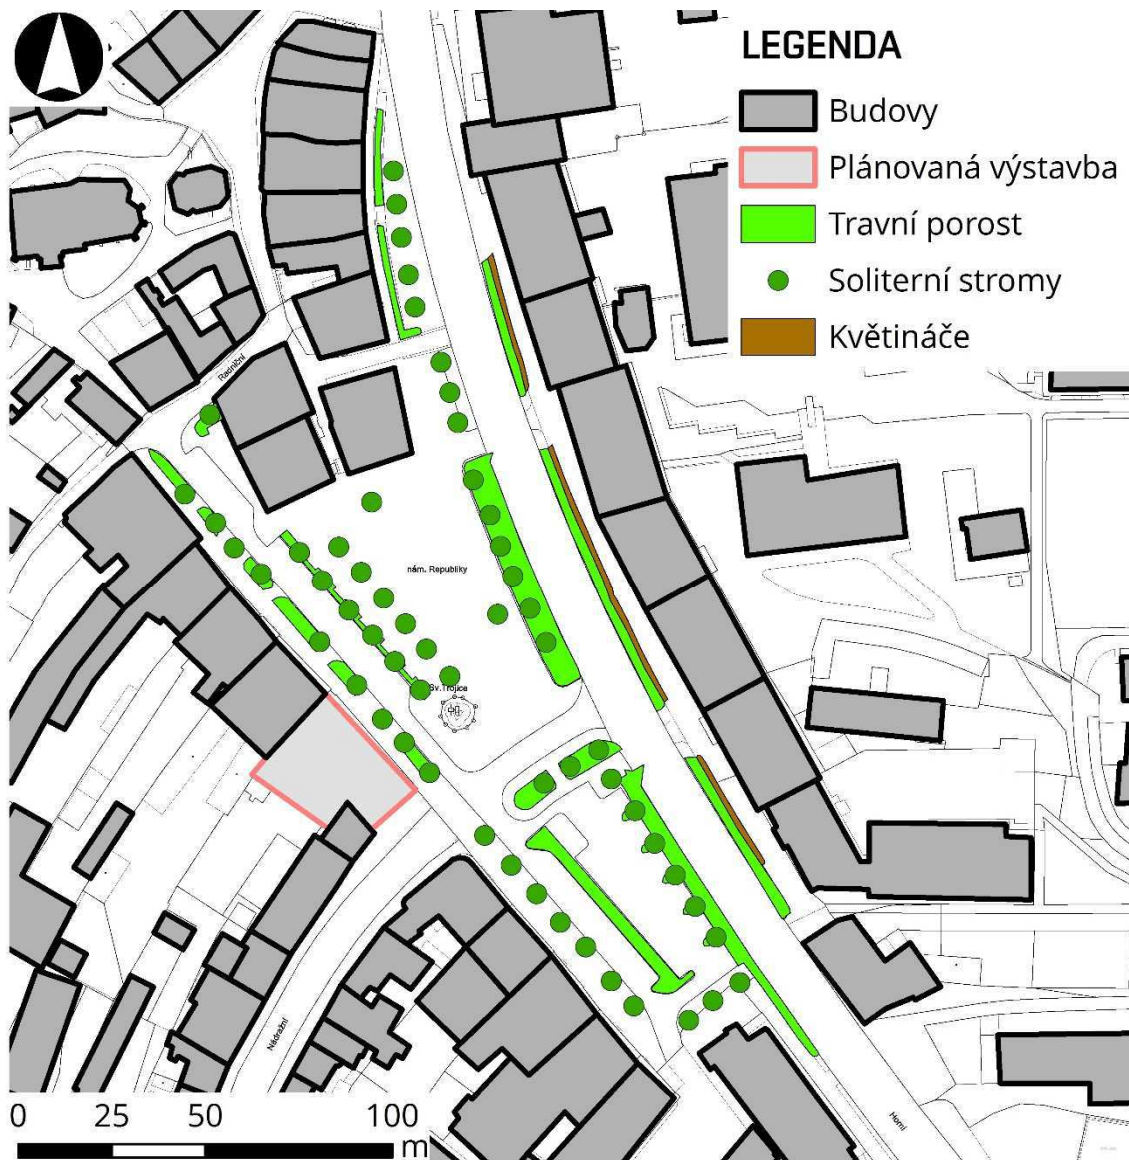 LEGENDA
Budovy
Plánovaná výstavba
Travní porost
Soliterní stromy
Květináče
Radniční
nám. Republiky
Sv. Trojice
Nádražní
Horní
0 25 50 100
m